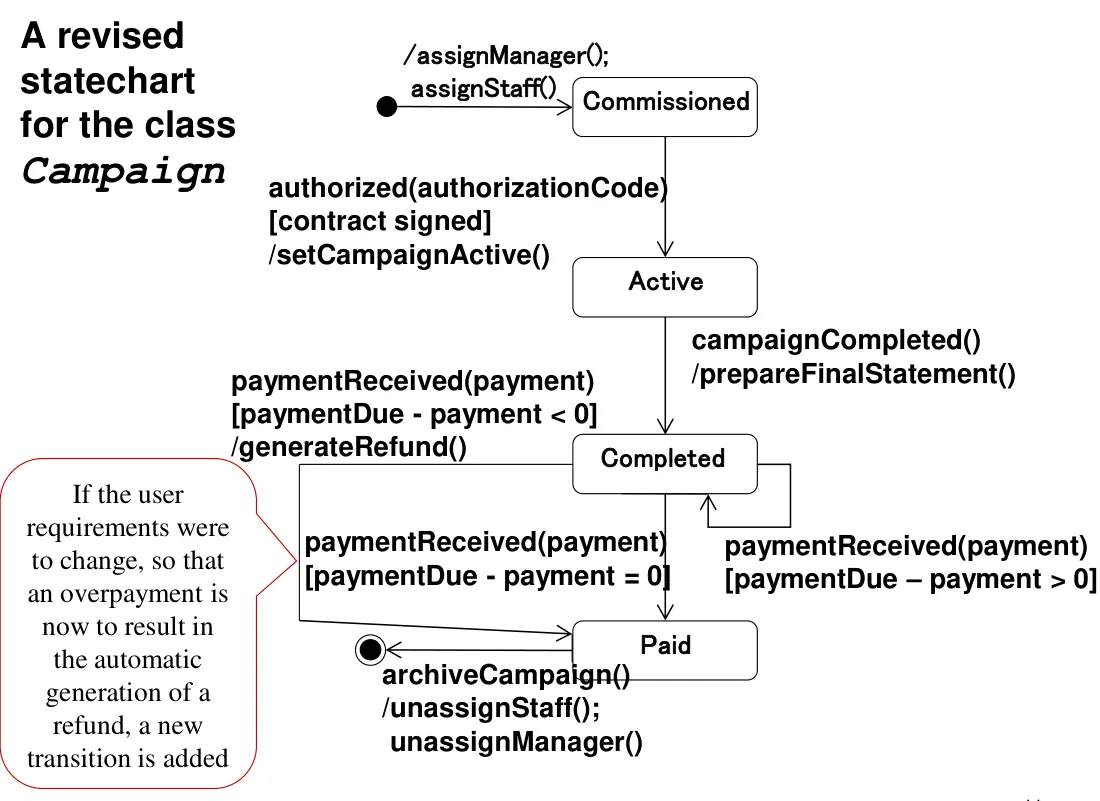 A revised
statechart
for the class
Campaign
/assignManager();
assignStaff()
Commissioned
authorized(authorizationCode)
[contract signed]
/setCampaignActive()
Active
campaignCompleted()
/prepareFinalStatement()
paymentReceived(payment)
[paymentDue - payment < 0]
/generateRefund()
Completed
If the user
requirements were
to change, so that
an overpayment is
now to result in
the automatic
generation of a
refund, a new
transition is added
paymentReceived(payment)
[paymentDue - payment = 0]
paymentReceived(payment)
[paymentDue – payment > 0]
Paid
archiveCampaign()
/unassignStaff();
unassignManager()